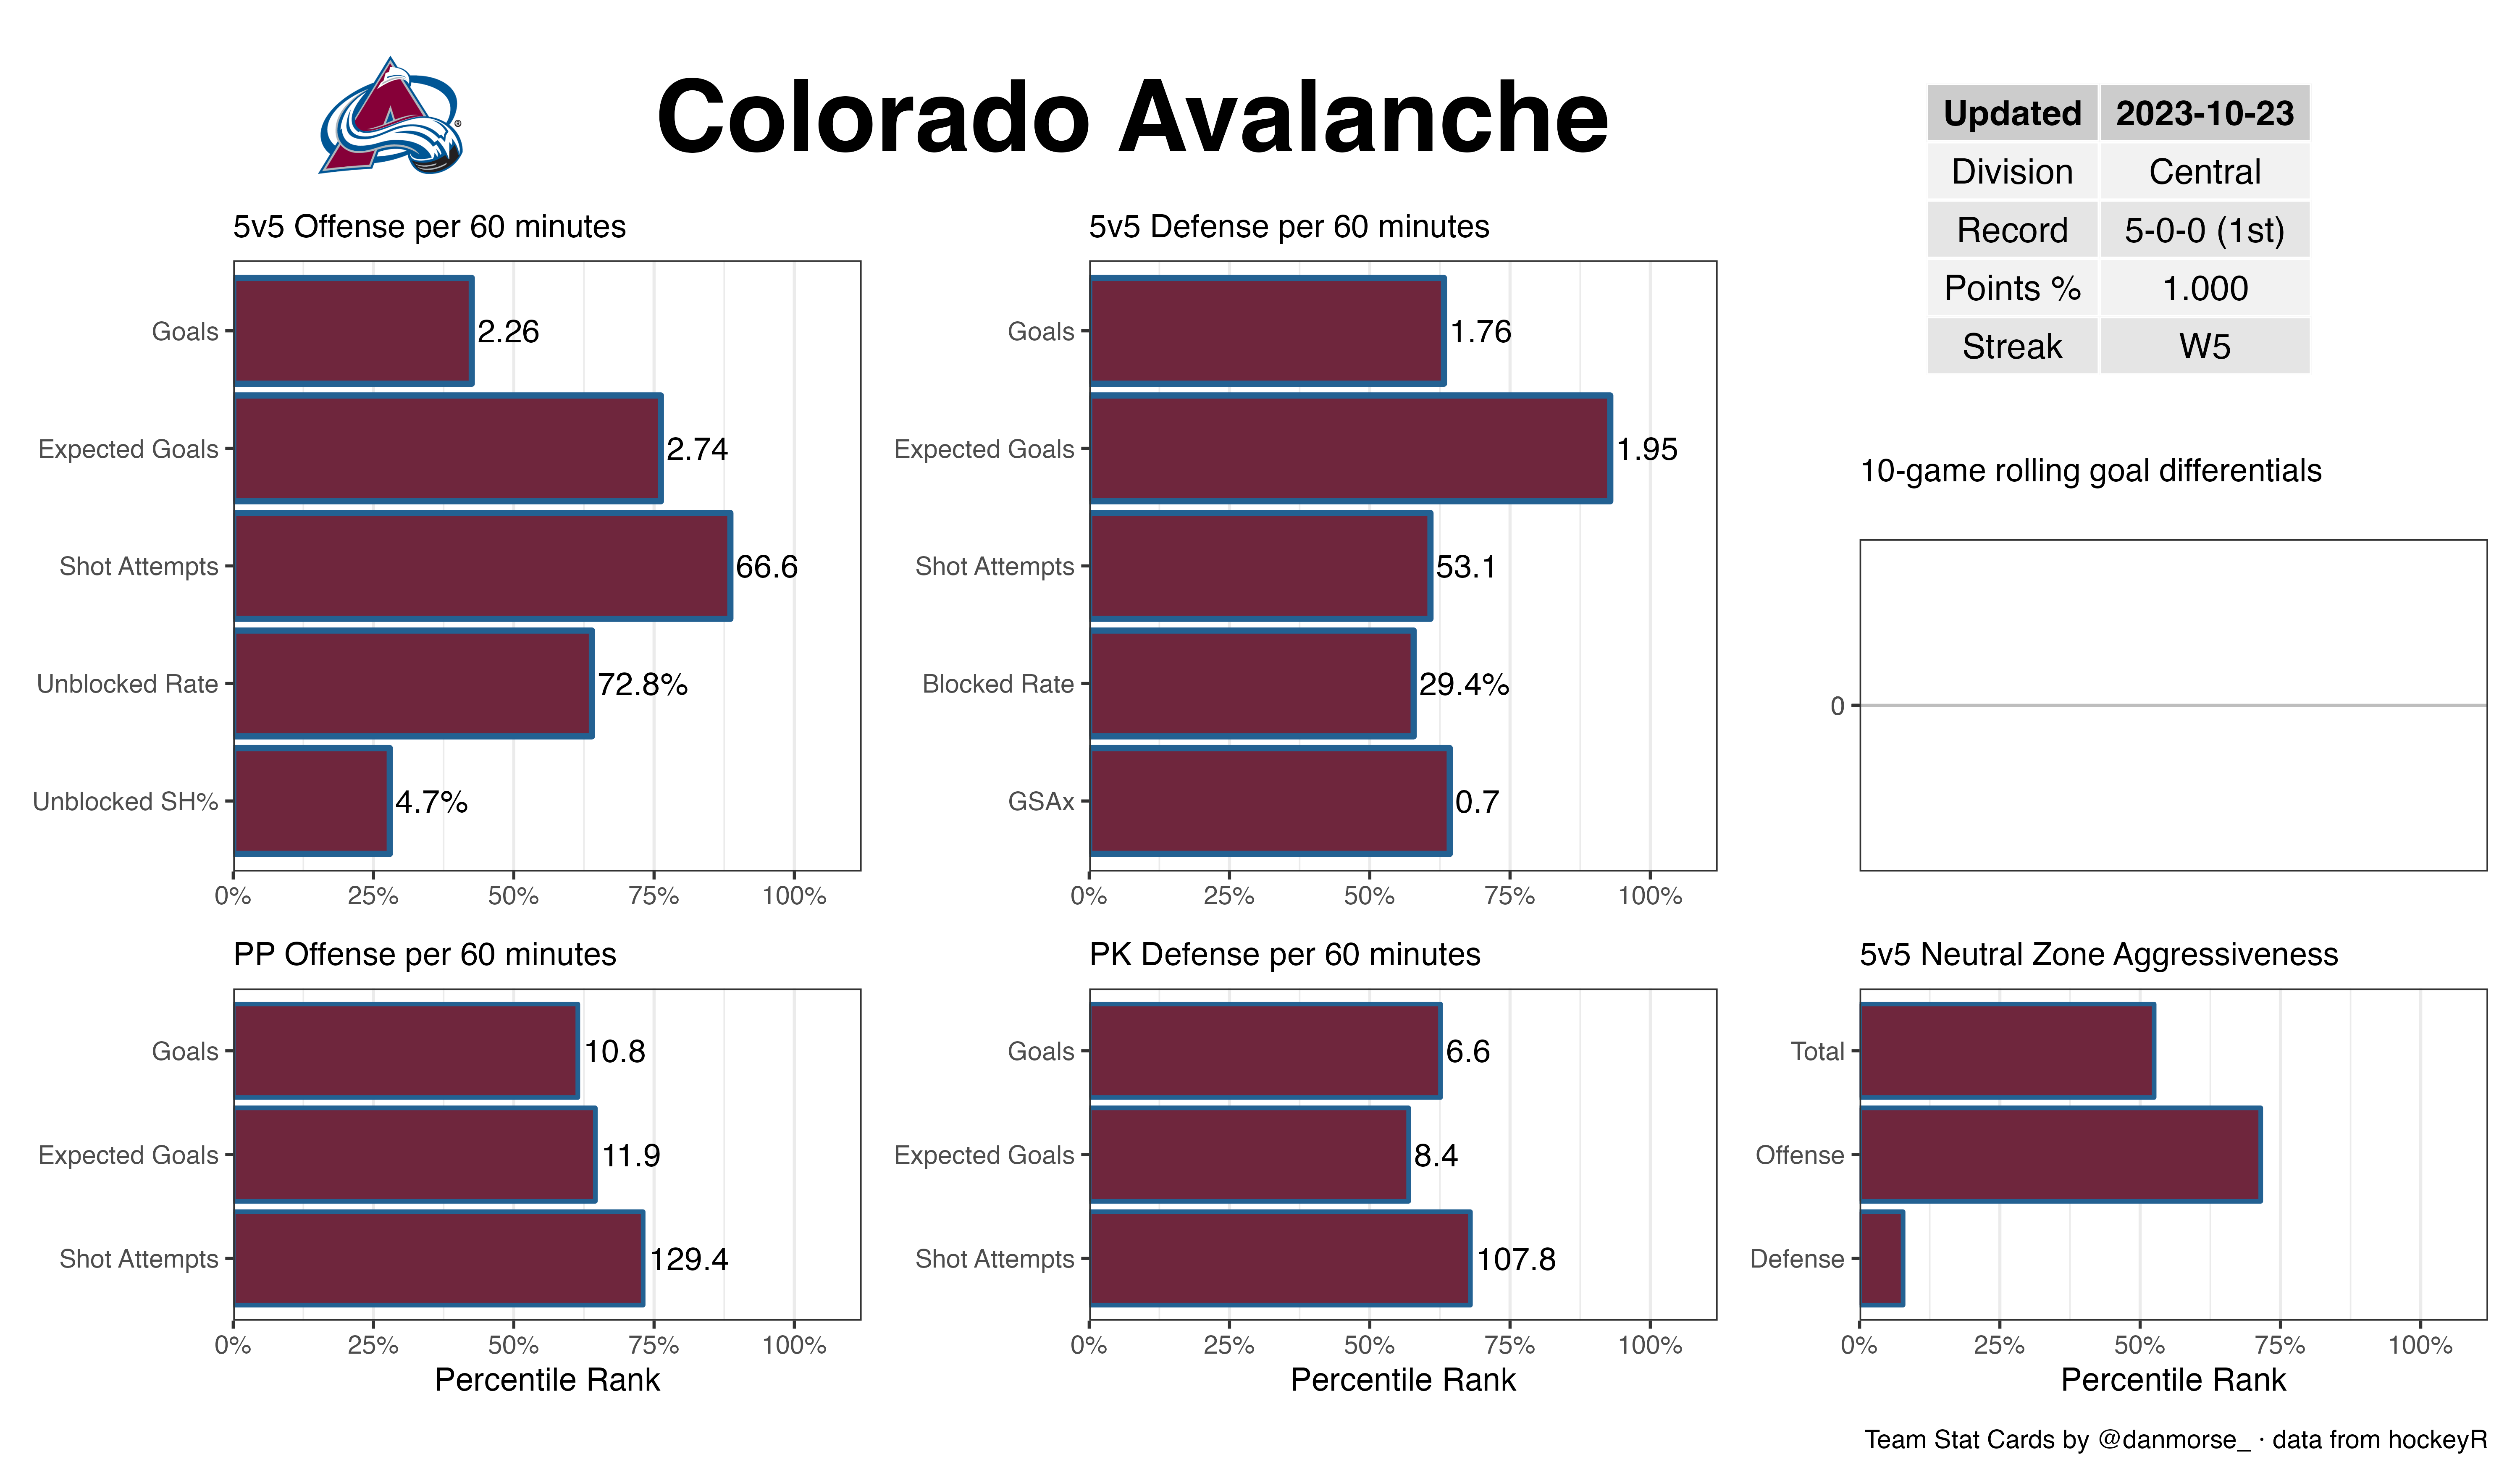 Colorado Avalanche
Updated 2023-10-23
Division Central
Record 5-0-0 (1st)
Points % 1.000
Streak W5
5v5 Offense per 60 minutes
Goals 2.26
Expected Goals 2.74
Shot Attempts 66.6
Unblocked Rate 72.8%
Unblocked SH% 4.7%
0% 25% 50% 75% 100%
5v5 Defense per 60 minutes
Goals 1.76
Expected Goals 1.95
Shot Attempts 53.1
Blocked Rate 29.4%
GSAx 0.7
0% 25% 50% 75% 100%
10-game rolling goal differentials
0
PP Offense per 60 minutes
Goals 10.8
Expected Goals 11.9
Shot Attempts 129.4
0% 25% 50% 75% 100%
Percentile Rank
PK Defense per 60 minutes
Goals 6.6
Expected Goals 8.4
Shot Attempts 107.8
0% 25% 50% 75% 100%
Percentile Rank
5v5 Neutral Zone Aggressiveness
Total
Offense
Defense
0% 25% 50% 75% 100%
Percentile Rank
Team Stat Cards by @danmorse_ · data from hockeyR